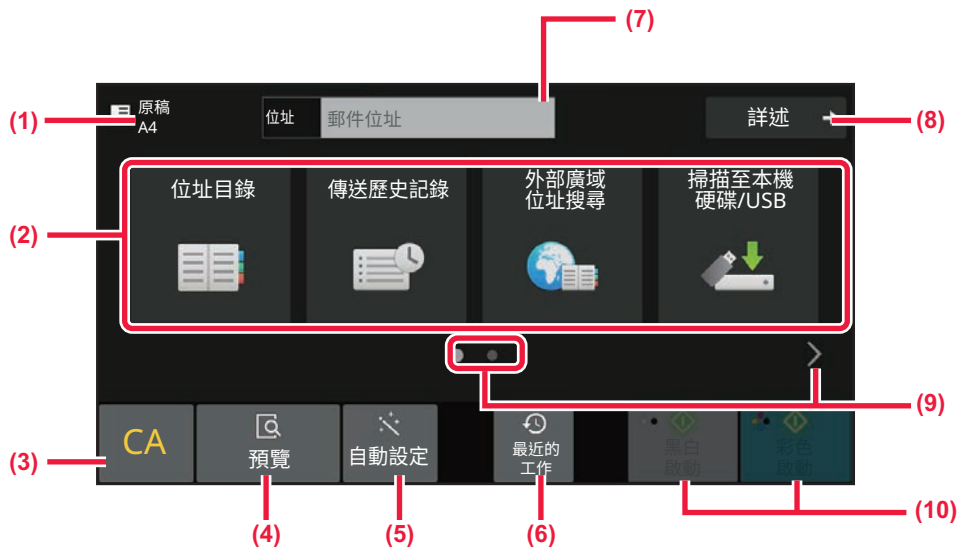 (7)
(1)
原稿
A4
位址
郵件位址
詳述
(8)
(2)
位址目錄
傳送歷史記錄
外部廣域
位址搜尋
掃描至本機
硬碟/USB
(9)
(3)
CA
預覽
自動設定
最近的
工作
黑白
啟動
彩色
啟動
(4)
(5)
(6)
(10)